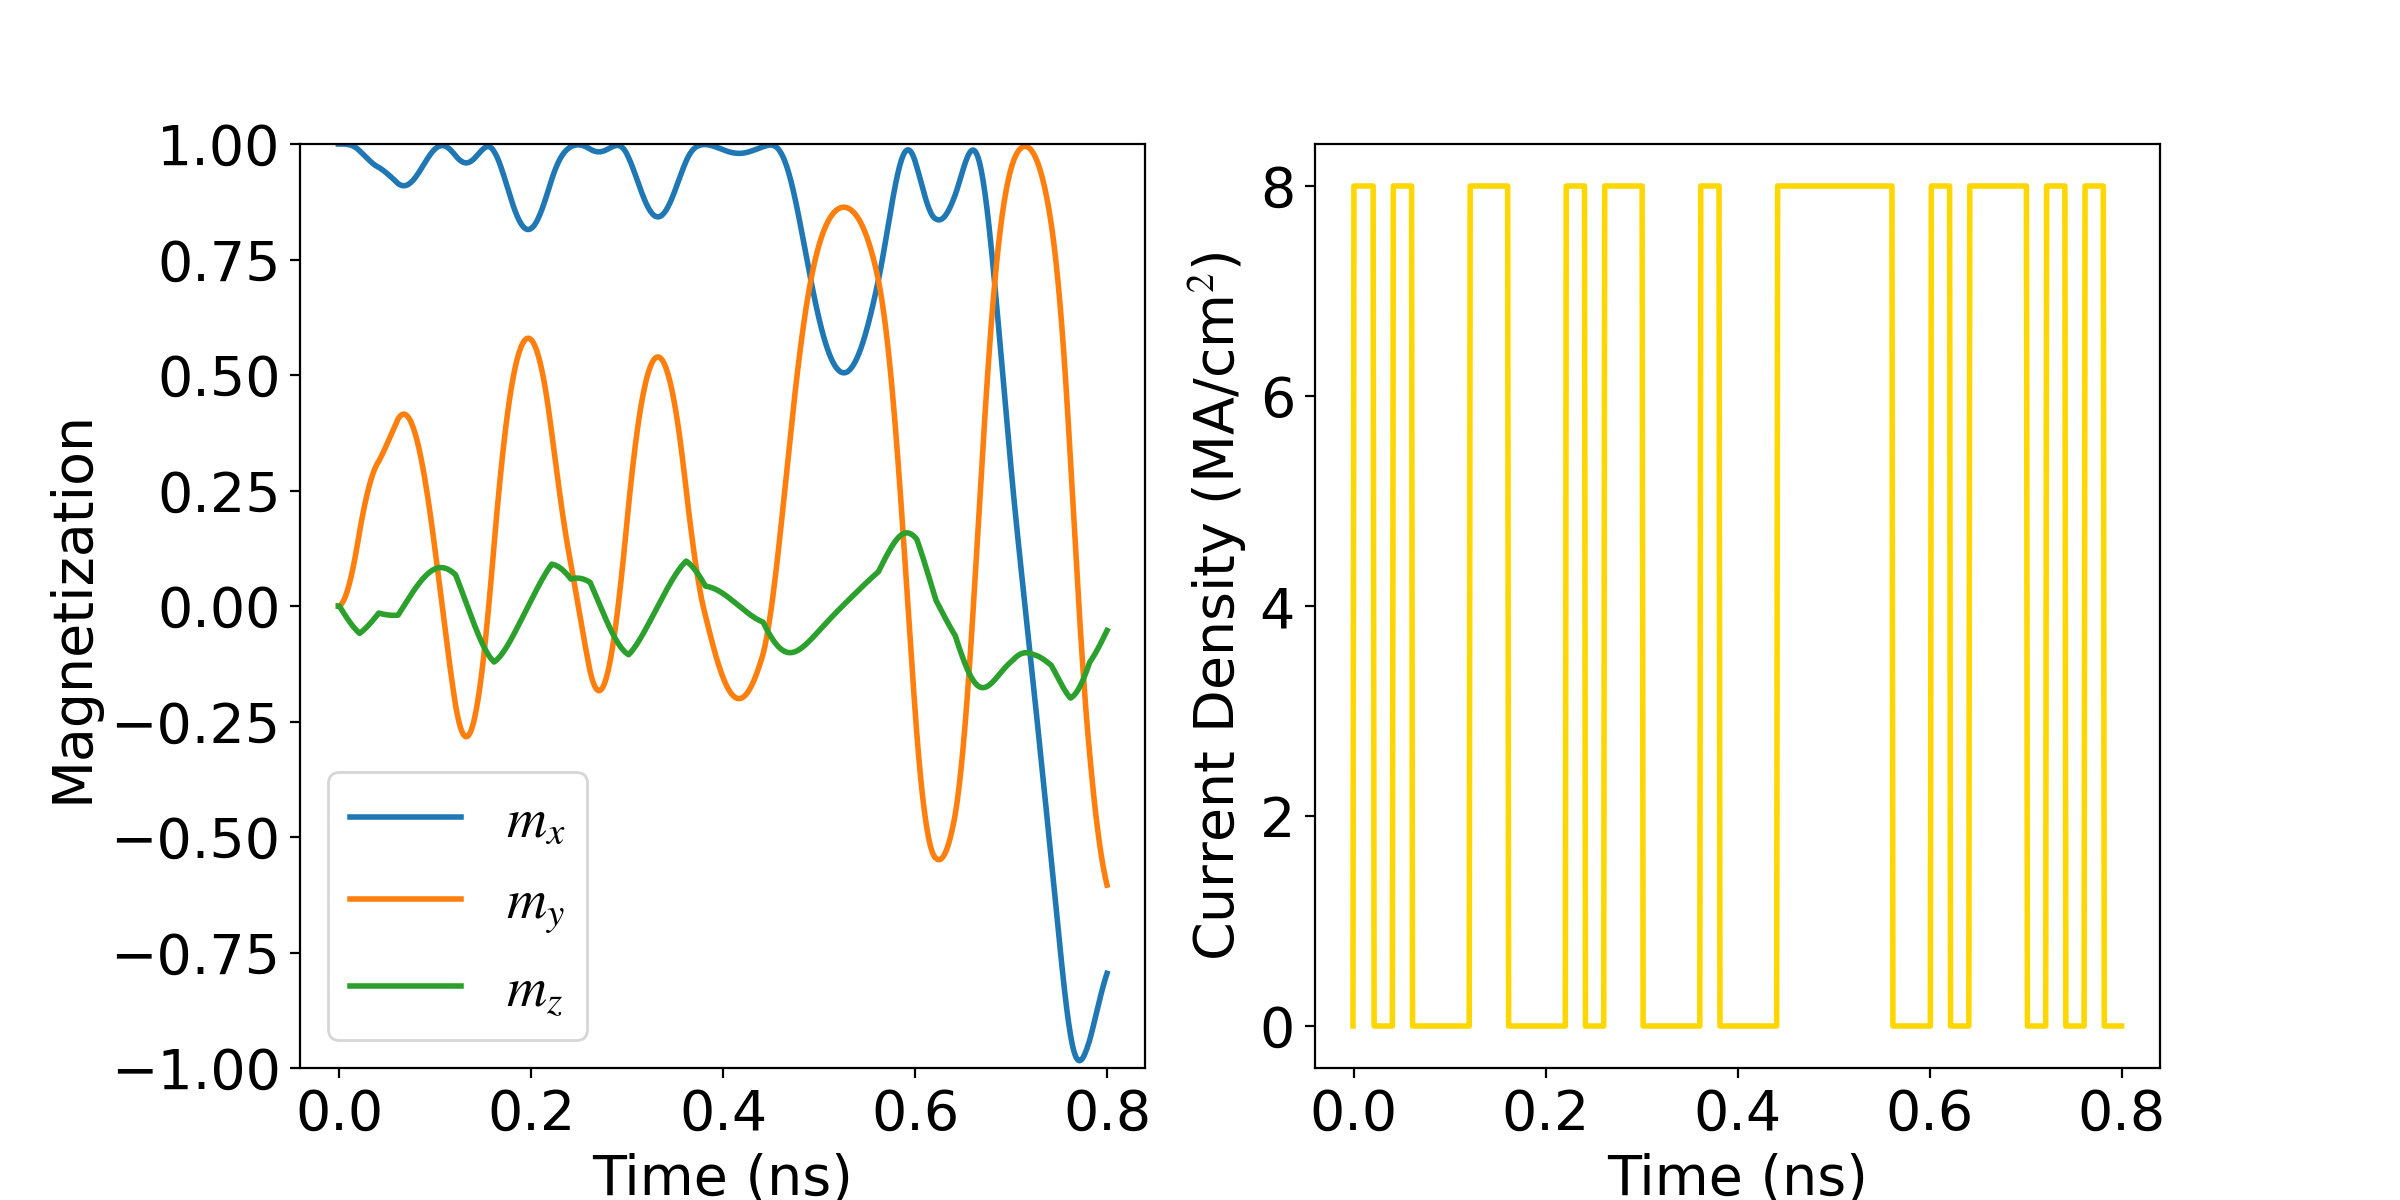 1.00
0.75
0.50
0.25
0.00
−0.25
−0.50
−0.75
−1.00
Magnetization
m_x
m_y
m_z
0.0 0.2 0.4 0.6 0.8
Time (ns)
8
6
4
2
0
Current Density (MA/cm²)
0.0 0.2 0.4 0.6 0.8
Time (ns)